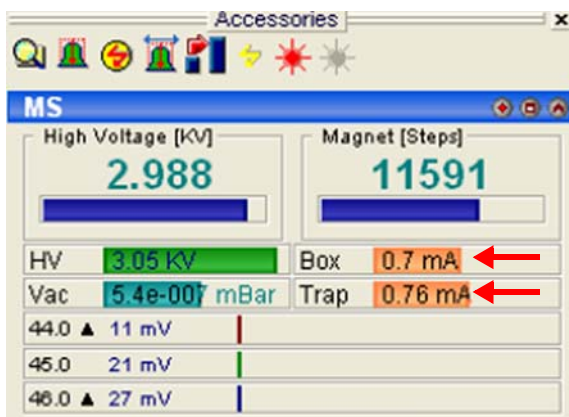 Accessories x
MS
High Voltage [KV] Magnet [Steps]
2.988 11591
HV 3.05 KV Box 0.7 mA
Vac 5.4e-007 mBar Trap 0.76 mA
44.0 ▲ 11 mV
45.0 21 mV
46.0 ▲ 27 mV